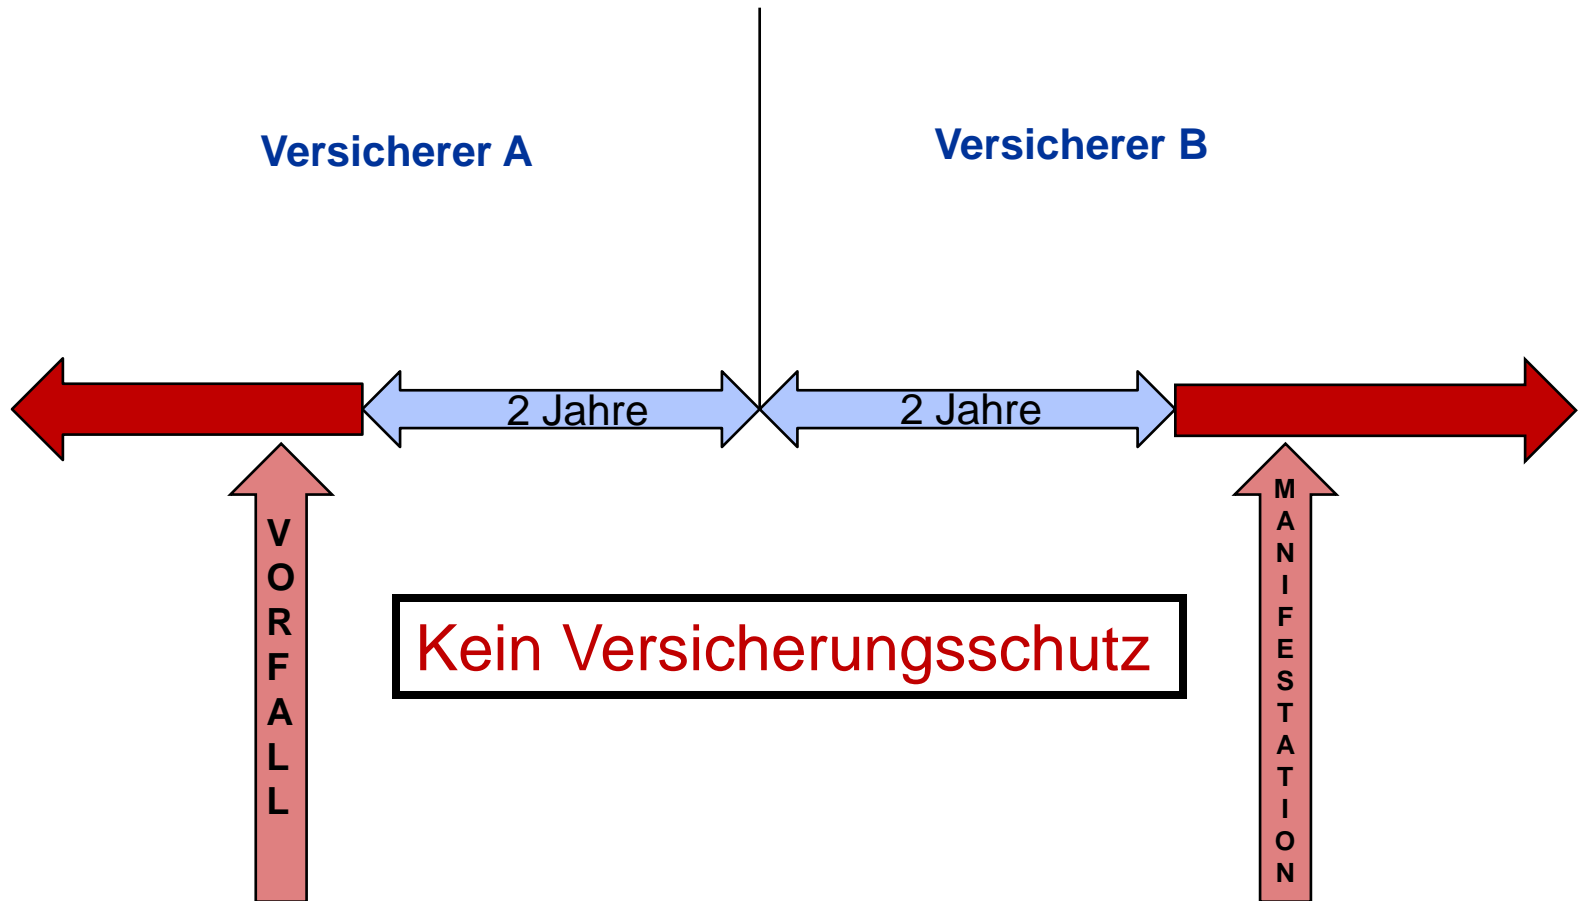 Versicherer A
Versicherer B
2 Jahre
2 Jahre
VORFALL
MANIFESTATION
Kein Versicherungsschutz